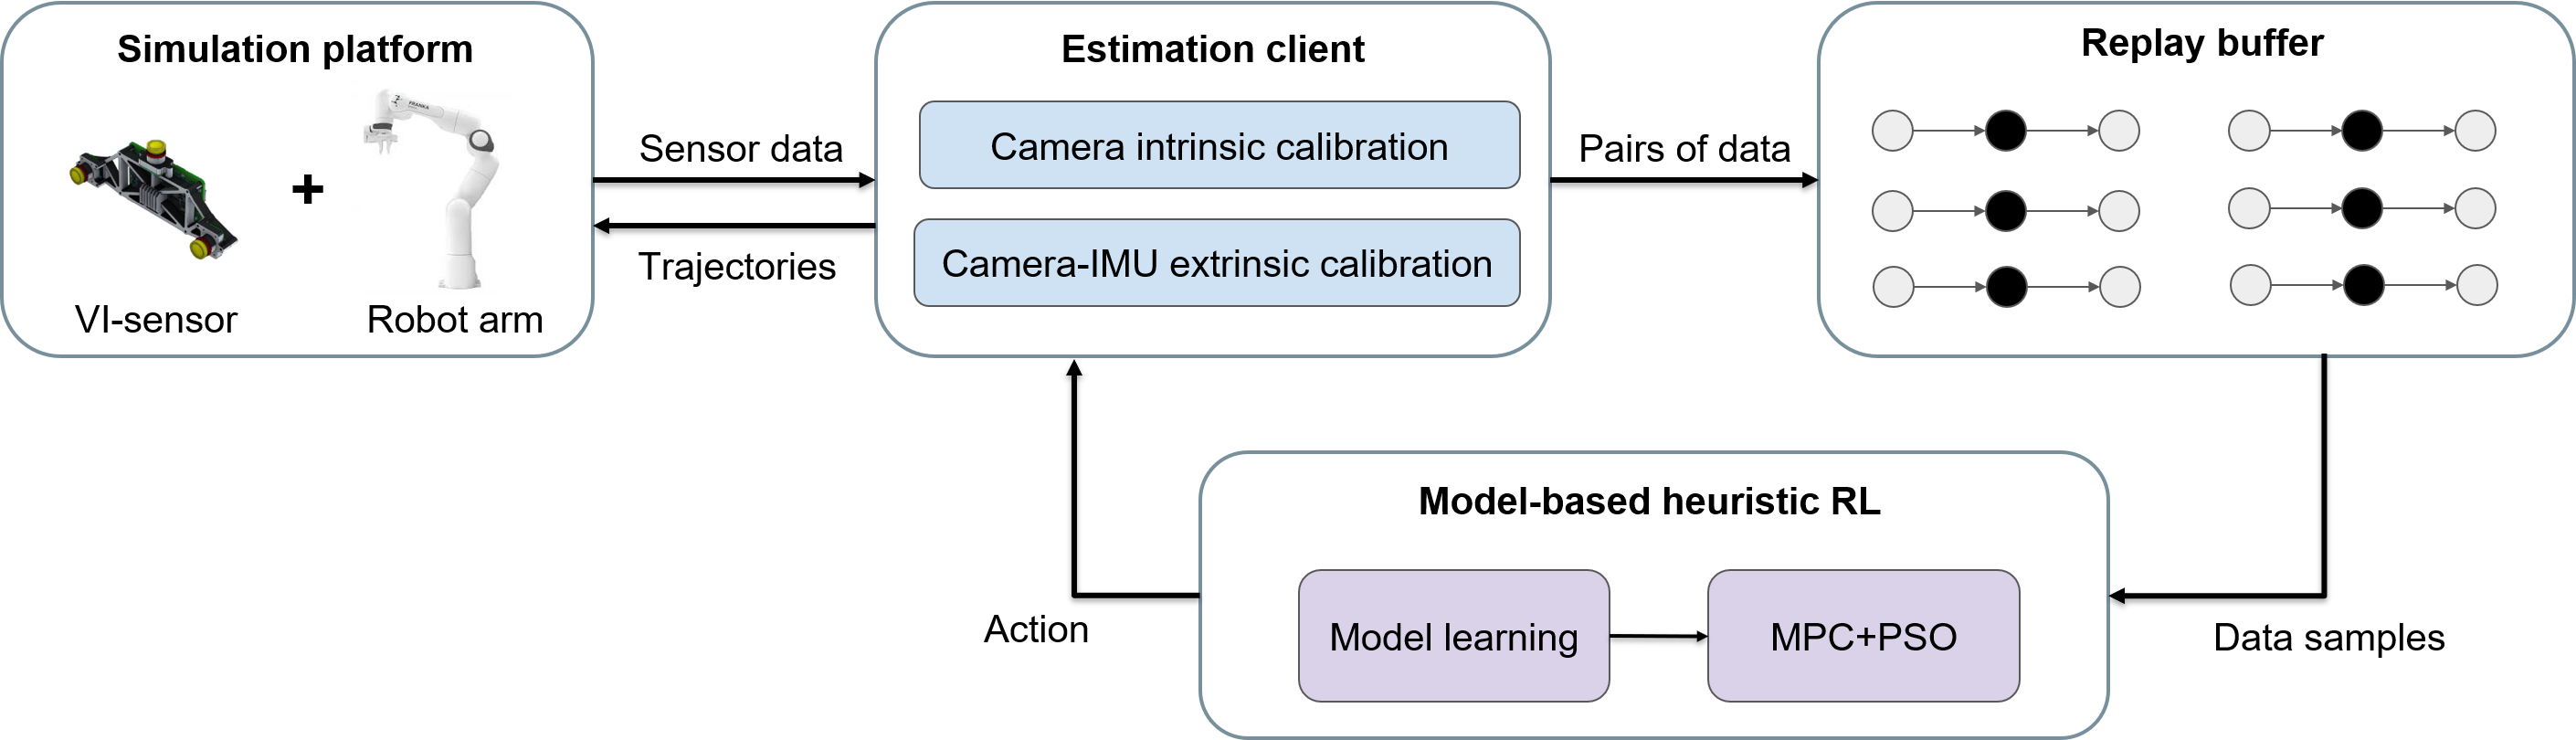 Simulation platform
VI-sensor
+
FRANKA
Robot arm
Sensor data
Trajectories
Estimation client
Camera intrinsic calibration
Camera-IMU extrinsic calibration
Pairs of data
Replay buffer
Data samples
Model-based heuristic RL
Model learning
MPC+PSO
Action